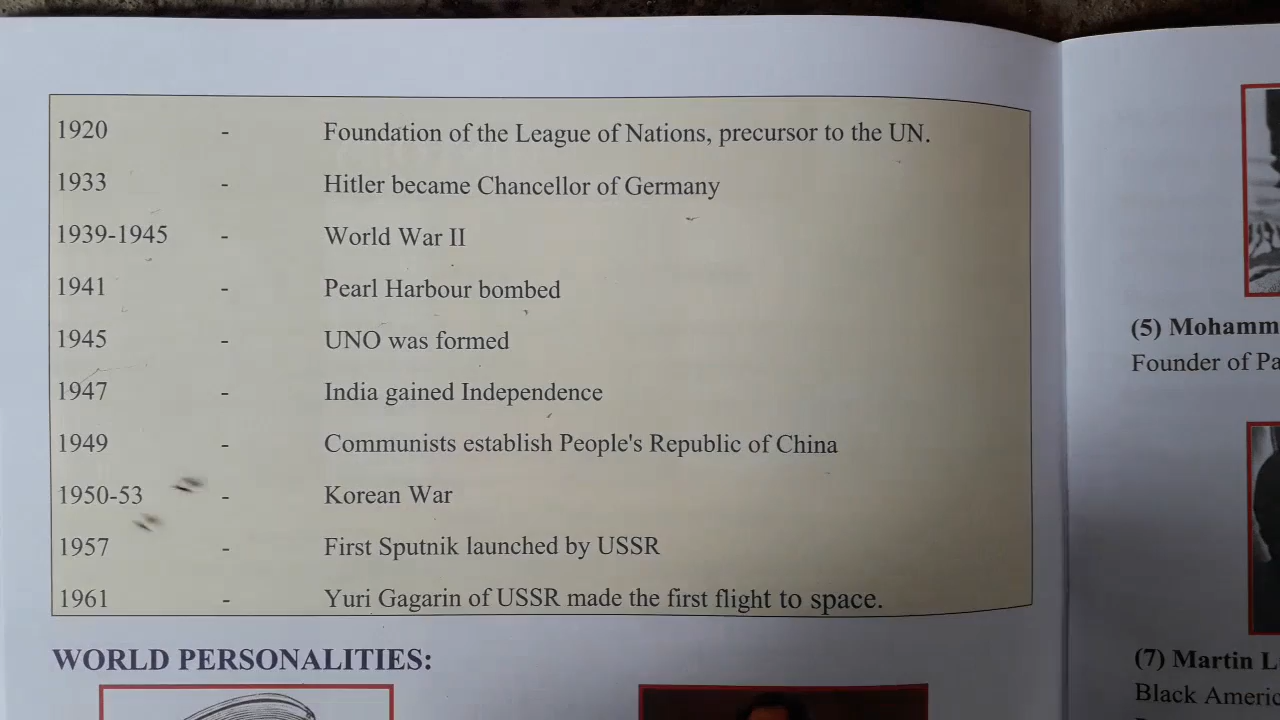 1920 - Foundation of the League of Nations, precursor to the UN.
1933 - Hitler became Chancellor of Germany
1939-1945 - World War II
1941 - Pearl Harbour bombed
1945 - UNO was formed
1947 - India gained Independence
1949 - Communists establish People's Republic of China
1950-53 - Korean War
1957 - First Sputnik launched by USSR
1961 - Yuri Gagarin of USSR made the first flight to space.
WORLD PERSONALITIES:
(5)
Founder of
(7) Martin
Black